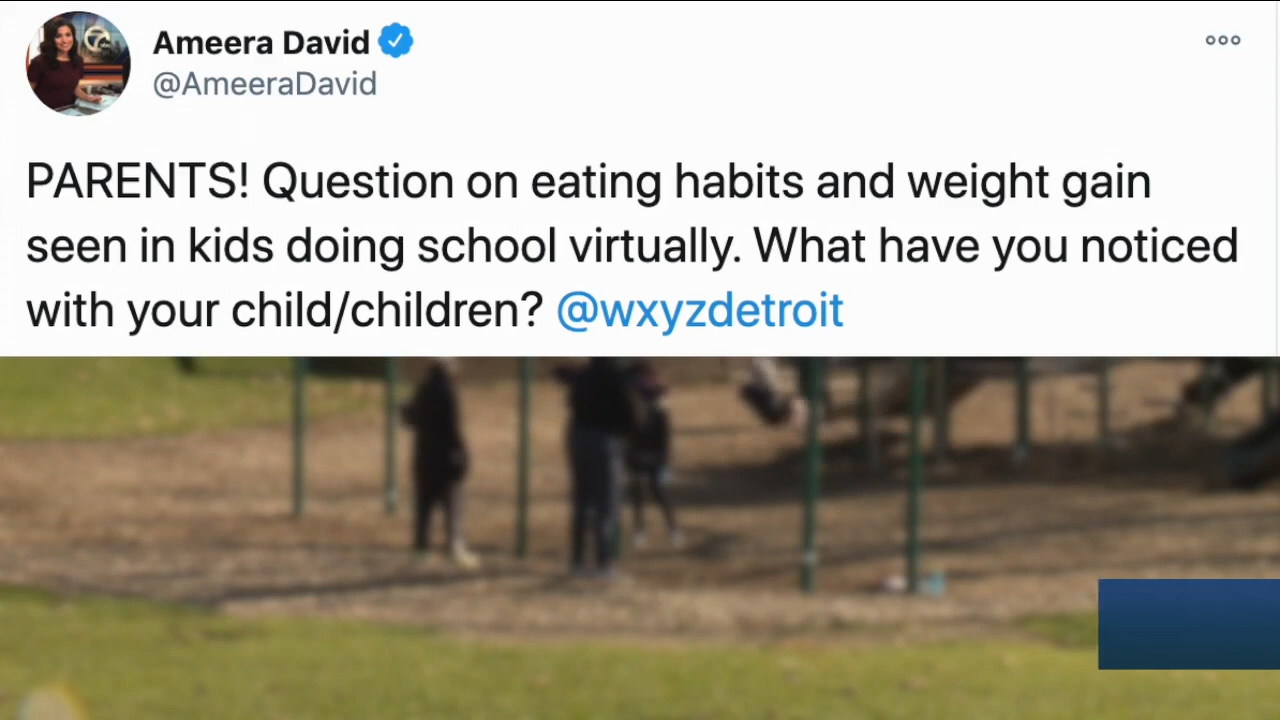 Ameera David
@AmeeraDavid
PARENTS! Question on eating habits and weight gain
seen in kids doing school virtually. What have you noticed
with your child/children? @wxyzdetroit